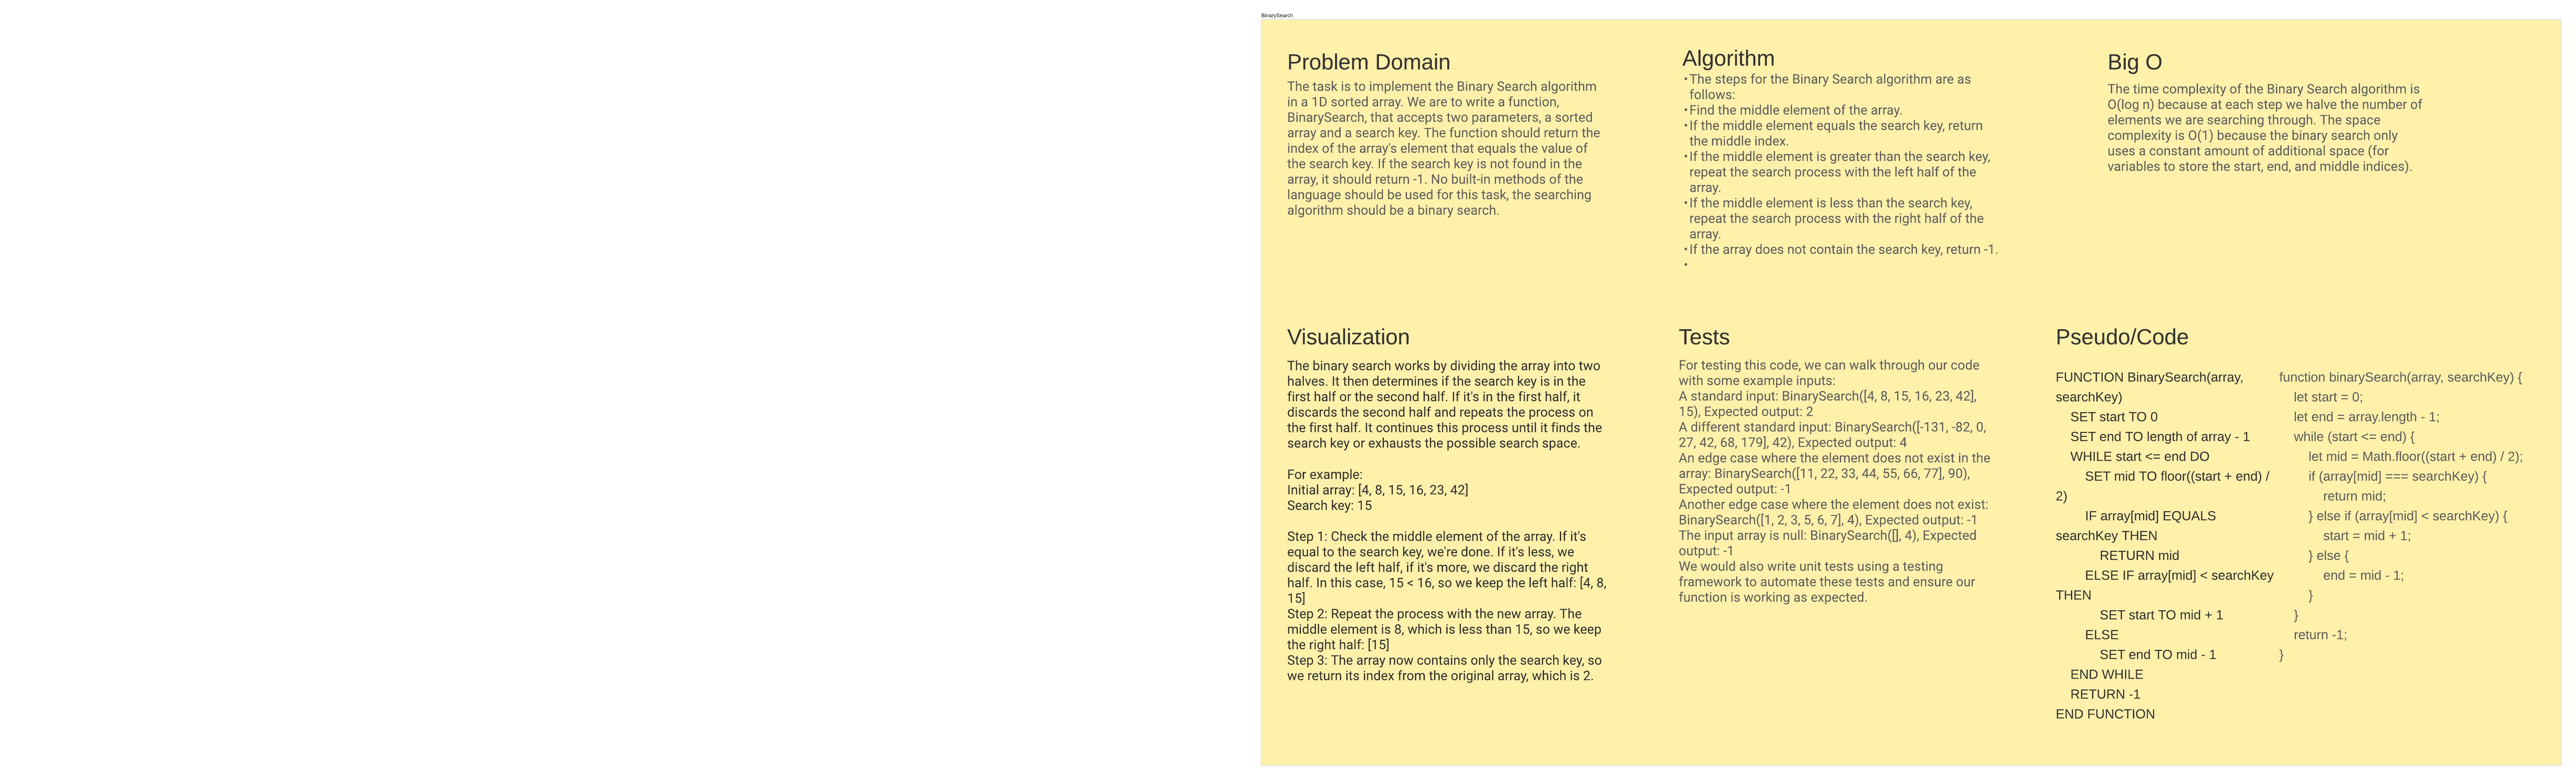 BinarySearch
Problem Domain
The task is to implement the Binary Search algorithm
in a 1D sorted array. We are to write a function,
BinarySearch, that accepts two parameters, a sorted
array and a search key. The function should return the
index of the array's element that equals the value of
the search key. If the search key is not found in the
array, it should return -1. No built-in methods of the
language should be used for this task, the searching
algorithm should be a binary search.
Algorithm
•The steps for the Binary Search algorithm are as
follows:
•Find the middle element of the array.
•If the middle element equals the search key, return
the middle index.
•If the middle element is greater than the search key,
repeat the search process with the left half of the
array.
•If the middle element is less than the search key,
repeat the search process with the right half of the
array.
•If the array does not contain the search key, return -1.
•
Big O
The time complexity of the Binary Search algorithm is
O(log n) because at each step we halve the number of
elements we are searching through. The space
complexity is O(1) because the binary search only
uses a constant amount of additional space (for
variables to store the start, end, and middle indices).
Visualization
The binary search works by dividing the array into two
halves. It then determines if the search key is in the
first half or the second half. If it's in the first half, it
discards the second half and repeats the process on
the first half. It continues this process until it finds the
search key or exhausts the possible search space.
For example:
Initial array: [4, 8, 15, 16, 23, 42]
Search key: 15
Step 1: Check the middle element of the array. If it's
equal to the search key, we're done. If it's less, we
discard the left half, if it's more, we discard the right
half. In this case, 15 < 16, so we keep the left half: [4, 8,
15]
Step 2: Repeat the process with the new array. The
middle element is 8, which is less than 15, so we keep
the right half: [15]
Step 3: The array now contains only the search key, so
we return its index from the original array, which is 2.
Tests
For testing this code, we can walk through our code
with some example inputs:
A standard input: BinarySearch([4, 8, 15, 16, 23, 42],
15), Expected output: 2
A different standard input: BinarySearch([-131, -82, 0,
27, 42, 68, 179], 42), Expected output: 4
An edge case where the element does not exist in the
array: BinarySearch([11, 22, 33, 44, 55, 66, 77], 90),
Expected output: -1
Another edge case where the element does not exist:
BinarySearch([1, 2, 3, 5, 6, 7], 4), Expected output: -1
The input array is null: BinarySearch([], 4), Expected
output: -1
We would also write unit tests using a testing
framework to automate these tests and ensure our
function is working as expected.
Pseudo/Code
FUNCTION BinarySearch(array,
searchKey)
SET start TO 0
SET end TO length of array - 1
WHILE start <= end DO
SET mid TO floor((start + end) /
2)
IF array[mid] EQUALS
searchKey THEN
RETURN mid
ELSE IF array[mid] < searchKey
THEN
SET start TO mid + 1
ELSE
SET end TO mid - 1
END WHILE
RETURN -1
END FUNCTION
function binarySearch(array, searchKey) {
let start = 0;
let end = array.length - 1;
while (start <= end) {
let mid = Math.floor((start + end) / 2);
if (array[mid] === searchKey) {
return mid;
} else if (array[mid] < searchKey) {
start = mid + 1;
} else {
end = mid - 1;
}
}
return -1;
}